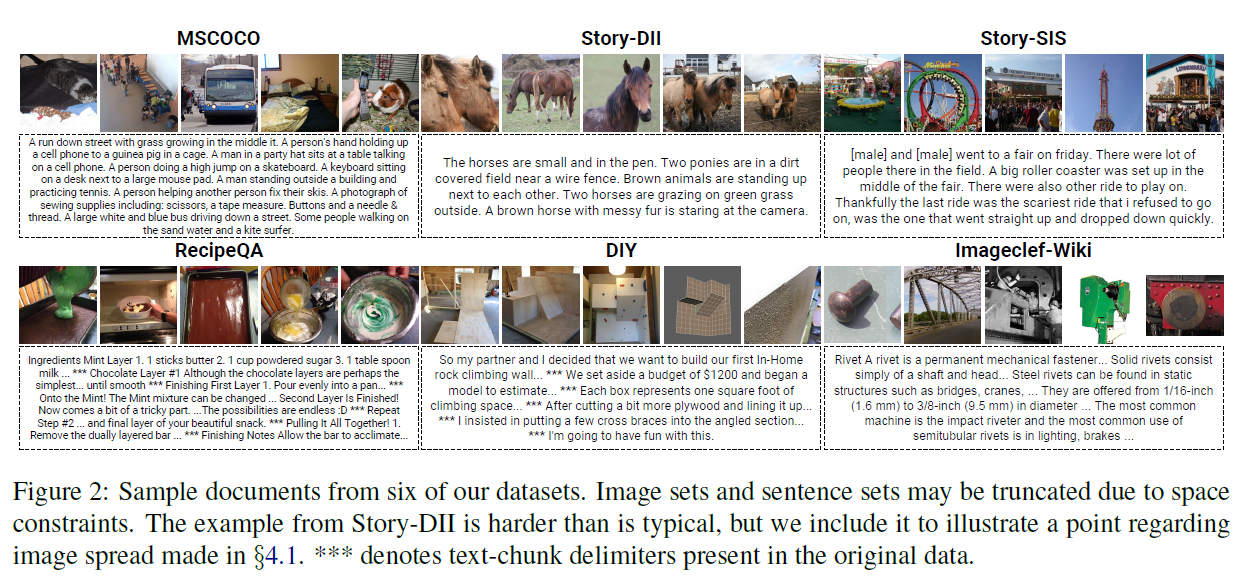 MSCOCO
Story-DII
Story-SIS
A run down street with grass growing in the middle it. A person's hand holding up
a cell phone to a guinea pig in a cage. A man in a party hat sits at a table talking
on a cell phone. A person doing a high jump on a skateboard. A keyboard sitting
on a desk next to a large mouse pad. A man standing outside a building and
practicing tennis. A person helping another person fix their skis. A photograph of
sewing supplies including: scissors, a tape measure. Buttons and a needle &
thread. A large white and blue bus driving down a street. Some people walking on
the sand water and a kite surfer.
The horses are small and in the pen. Two ponies are in a dirt
covered field near a wire fence. Brown animals are standing up
next to each other. Two horses are grazing on green grass
outside. A brown horse with messy fur is staring at the camera.
[male] and [male] went to a fair on friday. There were lot of
people there in the field. A big roller coaster was set up in the
middle of the fair. There were also other ride to play on.
Thankfully the last ride was the scariest ride that i refused to go
on, was the one that went straight up and dropped down quickly.
RecipeQA
DIY
Imageclef-Wiki
Ingredients Mint Layer 1. 1 sticks butter 2. 1 cup powdered sugar 3. 1 table spoon
milk ... *** Chocolate Layer #1 Although the chocolate layers are perhaps the
simplest... until smooth *** Finishing First Layer 1. Pour evenly into a pan... ***
Onto the Mint! The Mint mixture can be changed ... Second Layer Is Finished!
Now comes a bit of a tricky part. ...The possibilities are endless :D *** Repeat
Step #2 ... and final layer of your beautiful snack. *** Pulling It All Together! 1.
Remove the dually layered bar ... *** Finishing Notes Allow the bar to acclimate...
So my partner and I decided that we want to build our first In-Home
rock climbing wall... *** We set aside a budget of $1200 and began a
model to estimate... *** Each box represents one square foot of
climbing space... *** After cutting a bit more plywood and lining it up...
*** I insisted in putting a few cross braces into the angled section...
*** I'm going to have fun with this.
Rivet A rivet is a permanent mechanical fastener... Solid rivets consist
simply of a shaft and head... Steel rivets can be found in static
structures such as bridges, cranes, ... They are offered from 1/16-inch
(1.6 mm) to 3/8-inch (9.5 mm) in diameter ... The most common
machine is the impact riveter and the most common use of
semitubular rivets is in lighting, brakes ...
Figure 2: Sample documents from six of our datasets. Image sets and sentence sets may be truncated due to space
constraints. The example from Story-DII is harder than is typical, but we include it to illustrate a point regarding
image spread made in §4.1. *** denotes text-chunk delimiters present in the original data.